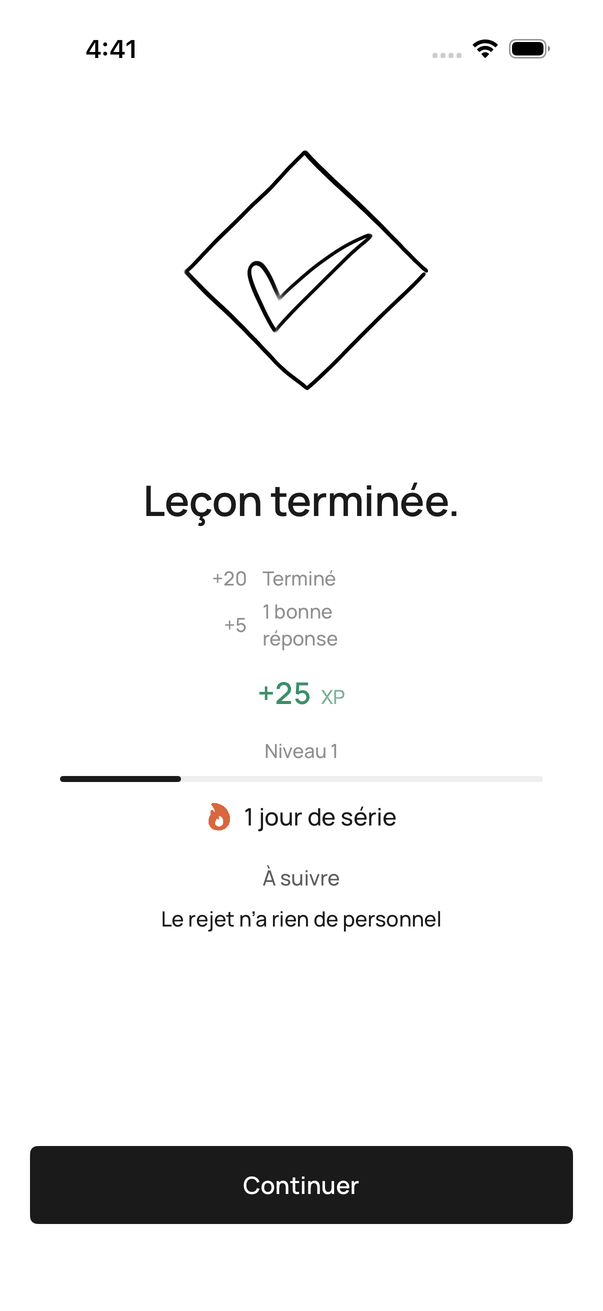 4:41
Leçon terminée.
+20 Terminé
+5 1 bonne
réponse
+25 XP
Niveau 1
1 jour de série
À suivre
Le rejet n’a rien de personnel
Continuer